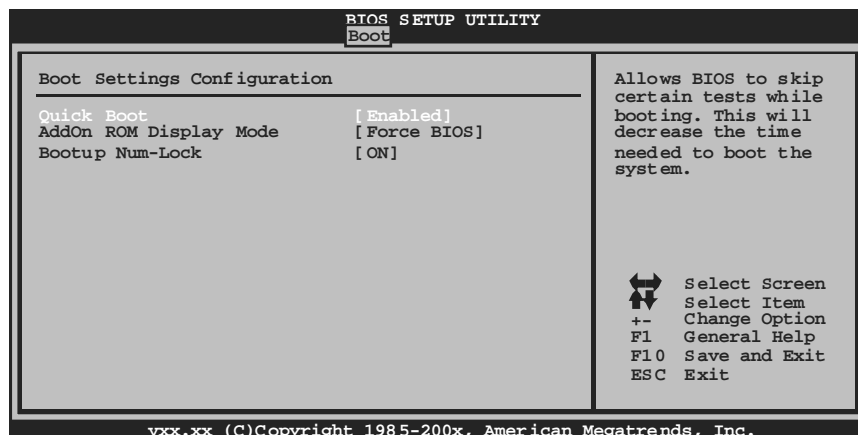 BIOS SETUP UTILITY
Boot
Boot Settings Configuration
Quick Boot [Enabled]
AddOn ROM Display Mode [Force BIOS]
Bootup Num-Lock [ON]
Allows BIOS to skip
certain tests while
booting. This will
decrease the time
needed to boot the
system.
Select Screen
Select Item
+- Change Option
F1 General Help
F10 Save and Exit
ESC Exit
vxx.xx (C)Copyright 1985-200x, American Megatrends, Inc.